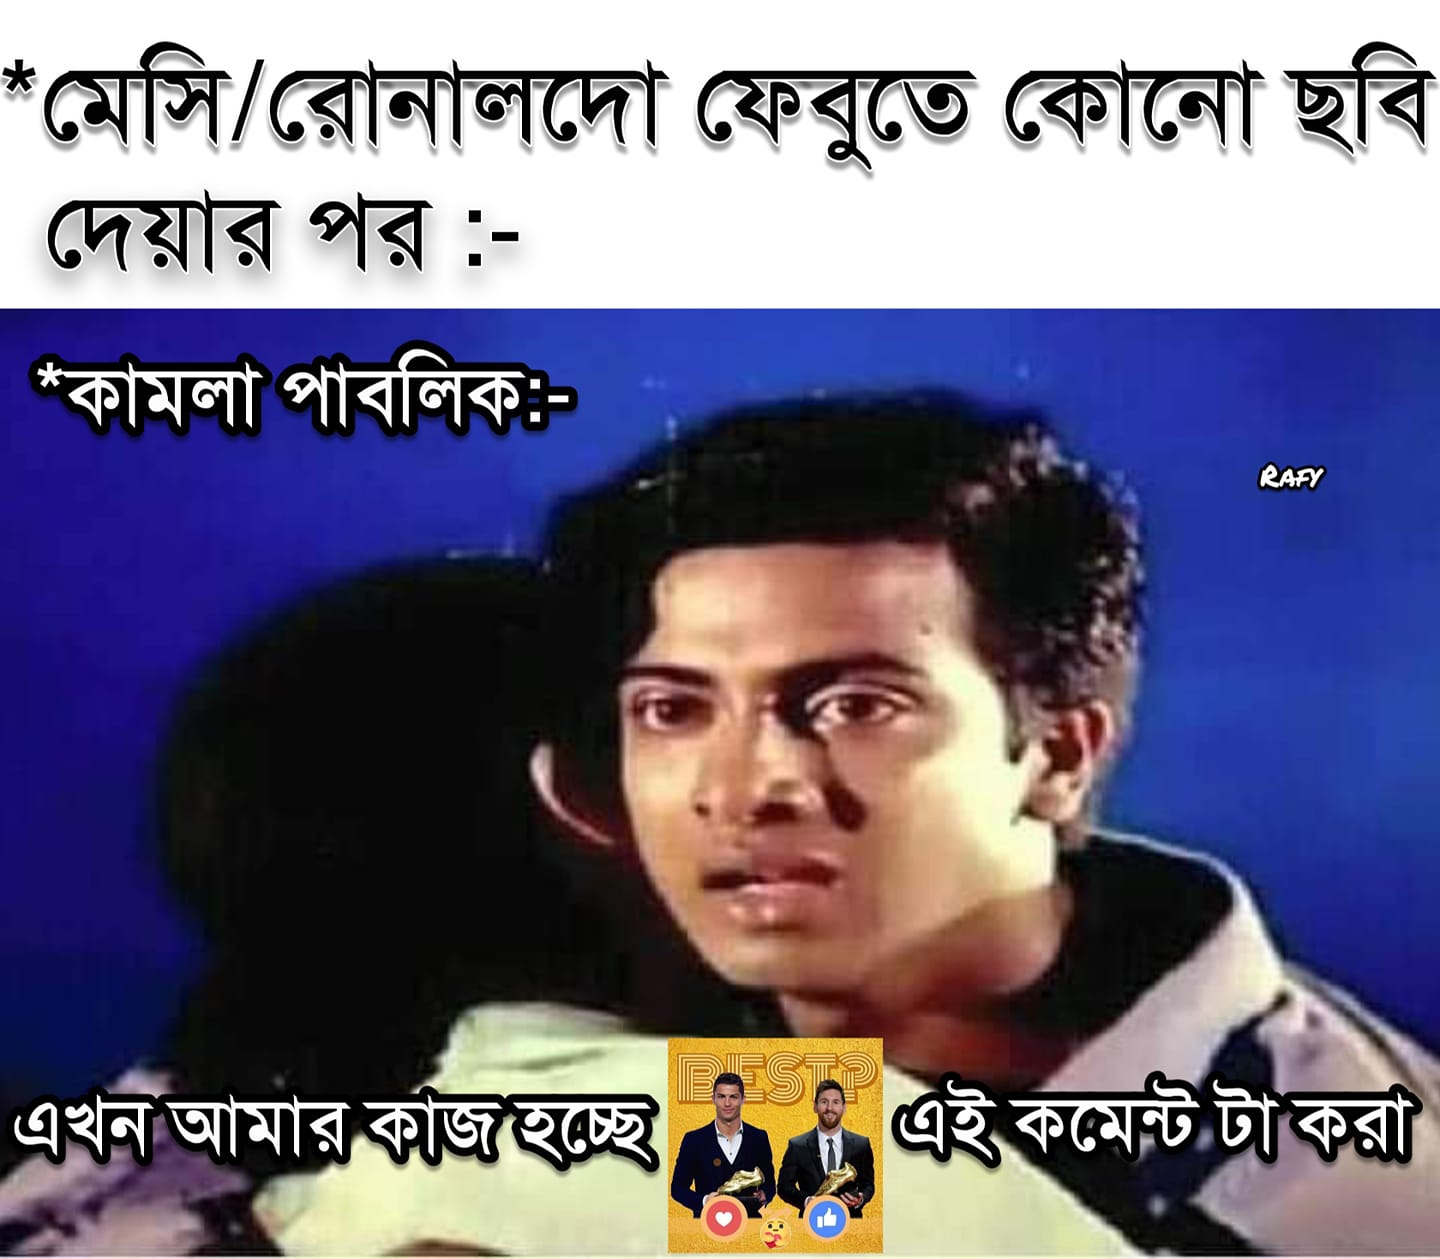 *মেসি/রোনালদো ফেবুতে কোনো ছবি
দেয়ার পর :-
*কামলা পাবলিক:-
RAFY
BEST?
এখন আমার কাজ হচ্ছে এই কমেন্ট টা করা